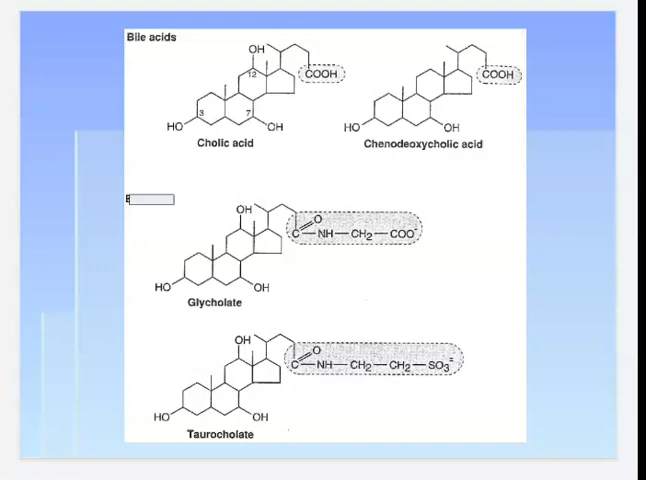 Bile acids
OH
12
COOH
COOH
3
7
HO
OH
HO
OH
Cholic acid
Chenodeoxycholic acid
OH
O
C—NH—CH2—COO-
HO
OH
Glycholate
OH
O
C—NH—CH2—CH2—SO3=
HO
OH
Taurocholate